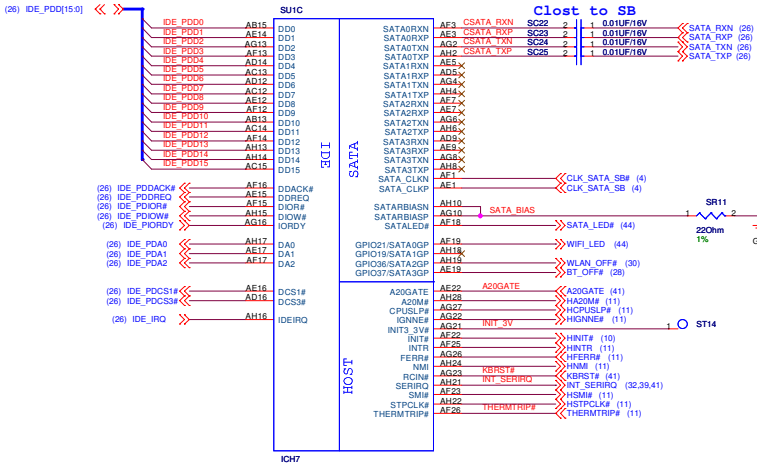 (26) IDE_PDD[15:0]
SU1C
Clost to SB
IDE_PDD0 AB15 DD0 SATA0RXN AF3 CSATA_RXN SC22 2 1 0.01UF/16V SATA_RXN (26)
IDE_PDD1 AE14 DD1 SATA0RXP AE3 CSATA_RXP SC23 2 1 0.01UF/16V SATA_RXP (26)
IDE_PDD2 AG13 DD2 SATA0TXN AG2 CSATA_TXN SC24 2 1 0.01UF/16V SATA_TXN (26)
IDE_PDD3 AF13 DD3 SATA0TXP AH2 CSATA_TXP SC25 2 1 0.01UF/16V SATA_TXP (26)
IDE_PDD4 AD14 DD4 SATA1RXN AE5
IDE_PDD5 AC13 DD5 SATA1RXP AD5
IDE_PDD6 AD12 DD6 SATA1TXN AG4
IDE_PDD7 AC12 DD7 SATA1TXP AH4
IDE_PDD8 AE12 DD8 SATA2RXN AF7
IDE_PDD9 AF12 DD9 SATA2RXP AE7
IDE_PDD10 AB13 DD10 SATA2TXN AG6
IDE_PDD11 AC14 DD11 SATA2TXP AH6
IDE_PDD12 AF14 DD12 SATA3RXN AD9
IDE_PDD13 AH13 DD13 SATA3RXP AE9
IDE_PDD14 AH14 DD14 SATA3TXN AG8
IDE_PDD15 AC15 DD15 SATA3TXP AH8
IDE
SATA
SATA_CLKN AF1 CLK_SATA_SB# (4)
(26) IDE_PDDACK# AF16 DDACK# SATA_CLKP AE1 CLK_SATA_SB (4)
(26) IDE_PDDREQ AE15 DDREQ
(26) IDE_PDIOR# AF15 DIOR# SATARBIASN AH10
(26) IDE_PDIOW# AH15 DIOW# SATARBIASP AG10 SATA_BIAS 1 SR11 2
(26) IDE_PIORDY AG16 IORDY SATALED# AF18 SATA_LED# (44)
22Ohm
1%
G
(26) IDE_PDA0 AH17 DA0 GPIO21/SATA0GP AF19 WIFI_LED (44)
(26) IDE_PDA1 AE17 DA1 GPIO19/SATA1GP AH18
(26) IDE_PDA2 AF17 DA2 GPIO36/SATA2GP AH19 WLAN_OFF# (30)
GPIO37/SATA3GP AE19 BT_OFF# (28)
(26) IDE_PDCS1# AE16 DCS1# A20GATE AE22 A20GATE A20GATE (41)
(26) IDE_PDCS3# AD16 DCS3# A20M# AH28 HA20M# (11)
CPUSLP# AG27 HCPUSLP# (11)
(26) IDE_IRQ AH16 IDEIRQ IGNNE# AG22 HIGNNE# (11)
INIT3_3V# AG21 INIT_3V 1 ST14
INIT# AF22 HINIT# (10)
INTR AF25 HINTR (11)
HOST
FERR# AG26 HFERR# (11)
NMI AH24 HNMI (11)
RCIN# AG23 KBRST# KBRST# (41)
SERIRQ AH21 INT_SERIRQ INT_SERIRQ (32,39,41)
SMI# AF23 HSMI# (11)
STPCLK# AH22 HSTPCLK# (11)
THERMTRIP# AF26 THERMTRIP# THERMTRIP# (11)
ICH7